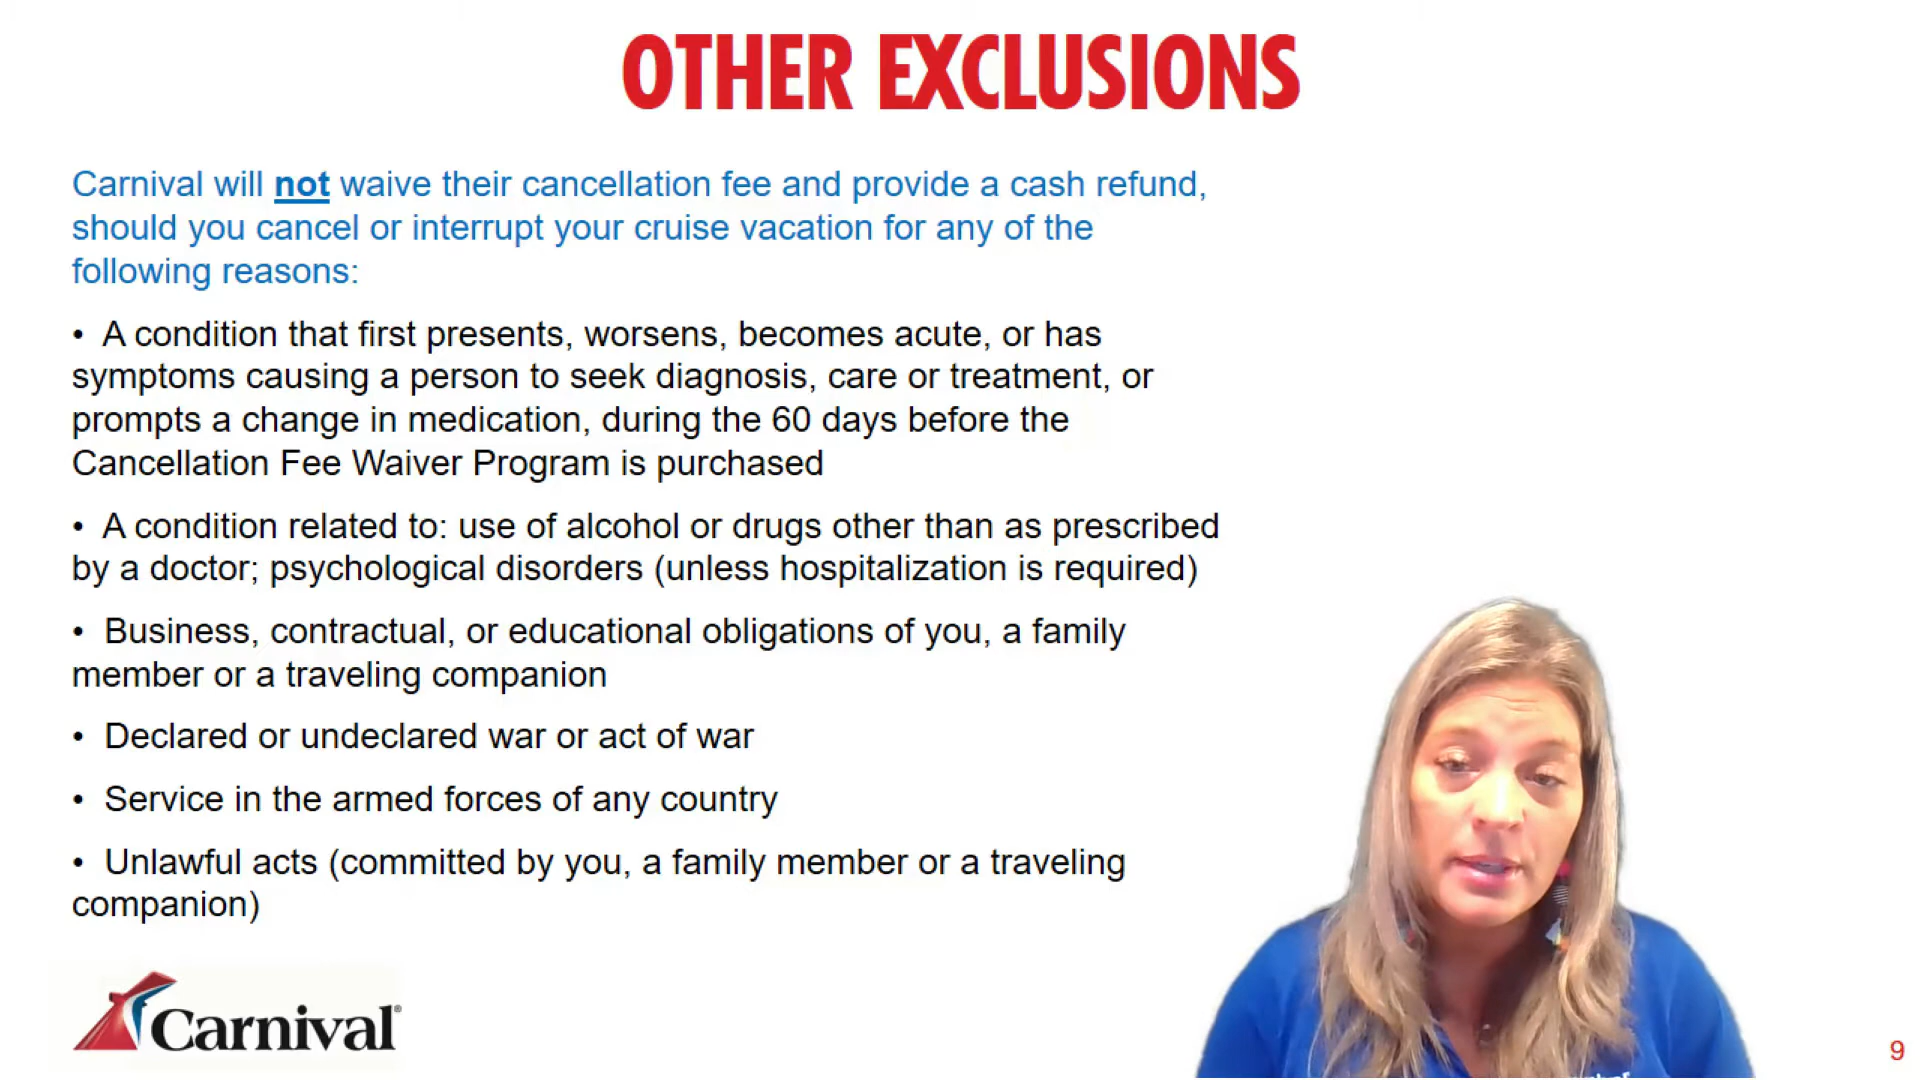 OTHER EXCLUSIONS
Carnival will not waive their cancellation fee and provide a cash refund,
should you cancel or interrupt your cruise vacation for any of the
following reasons:
• A condition that first presents, worsens, becomes acute, or has
symptoms causing a person to seek diagnosis, care or treatment, or
prompts a change in medication, during the 60 days before the
Cancellation Fee Waiver Program is purchased
• A condition related to: use of alcohol or drugs other than as prescribed
by a doctor; psychological disorders (unless hospitalization is required)
• Business, contractual, or educational obligations of you, a family
member or a traveling companion
• Declared or undeclared war or act of war
• Service in the armed forces of any country
• Unlawful acts (committed by you, a family member or a traveling
companion)
Carnival®
9